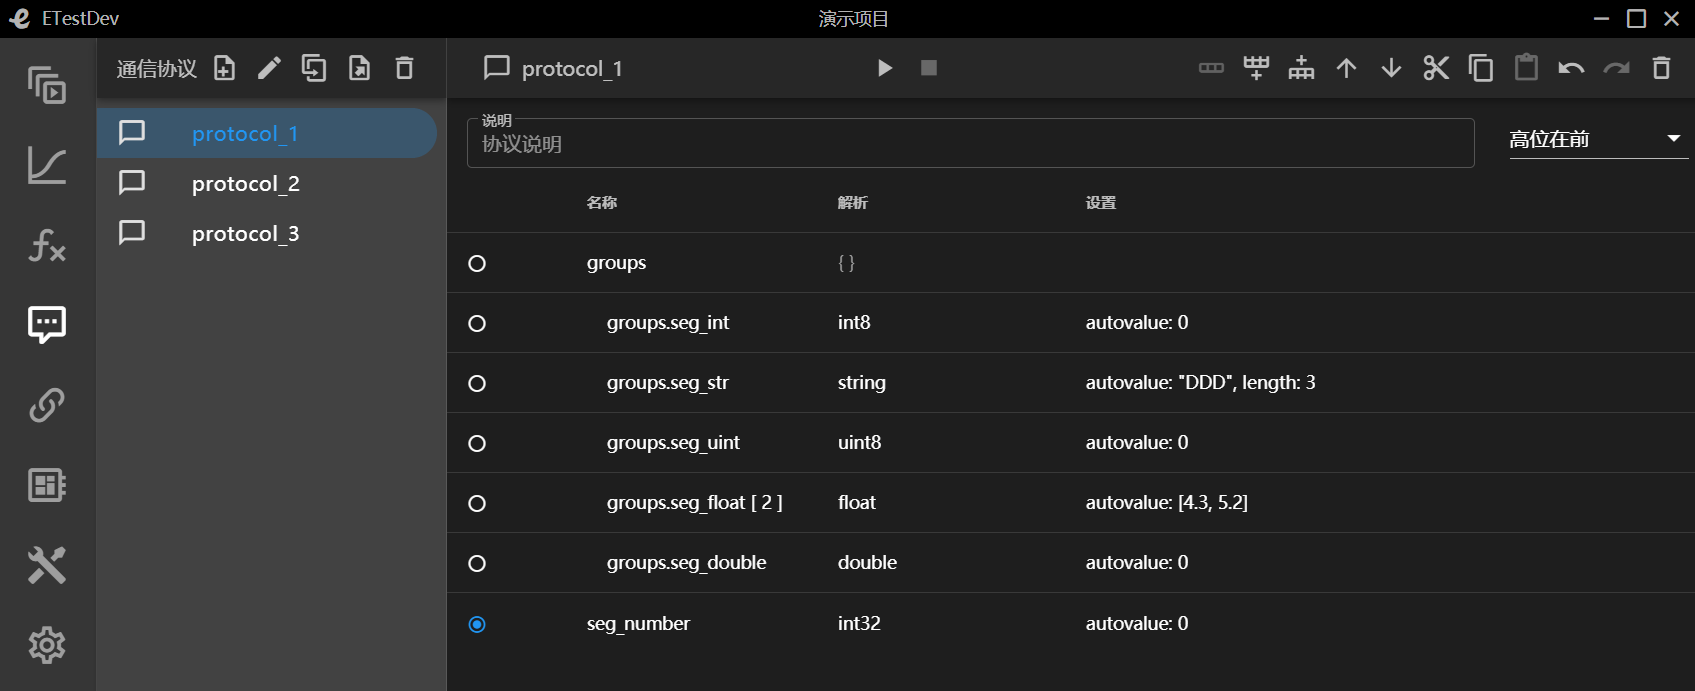 ETestDev
演示项目
通信协议
protocol_1
protocol_1
protocol_2
protocol_3
说明
协议说明
高位在前
名称 解析 设置
groups { }
groups.seg_int int8 autovalue: 0
groups.seg_str string autovalue: "DDD", length: 3
groups.seg_uint uint8 autovalue: 0
groups.seg_float [ 2 ] float autovalue: [4.3, 5.2]
groups.seg_double double autovalue: 0
seg_number int32 autovalue: 0